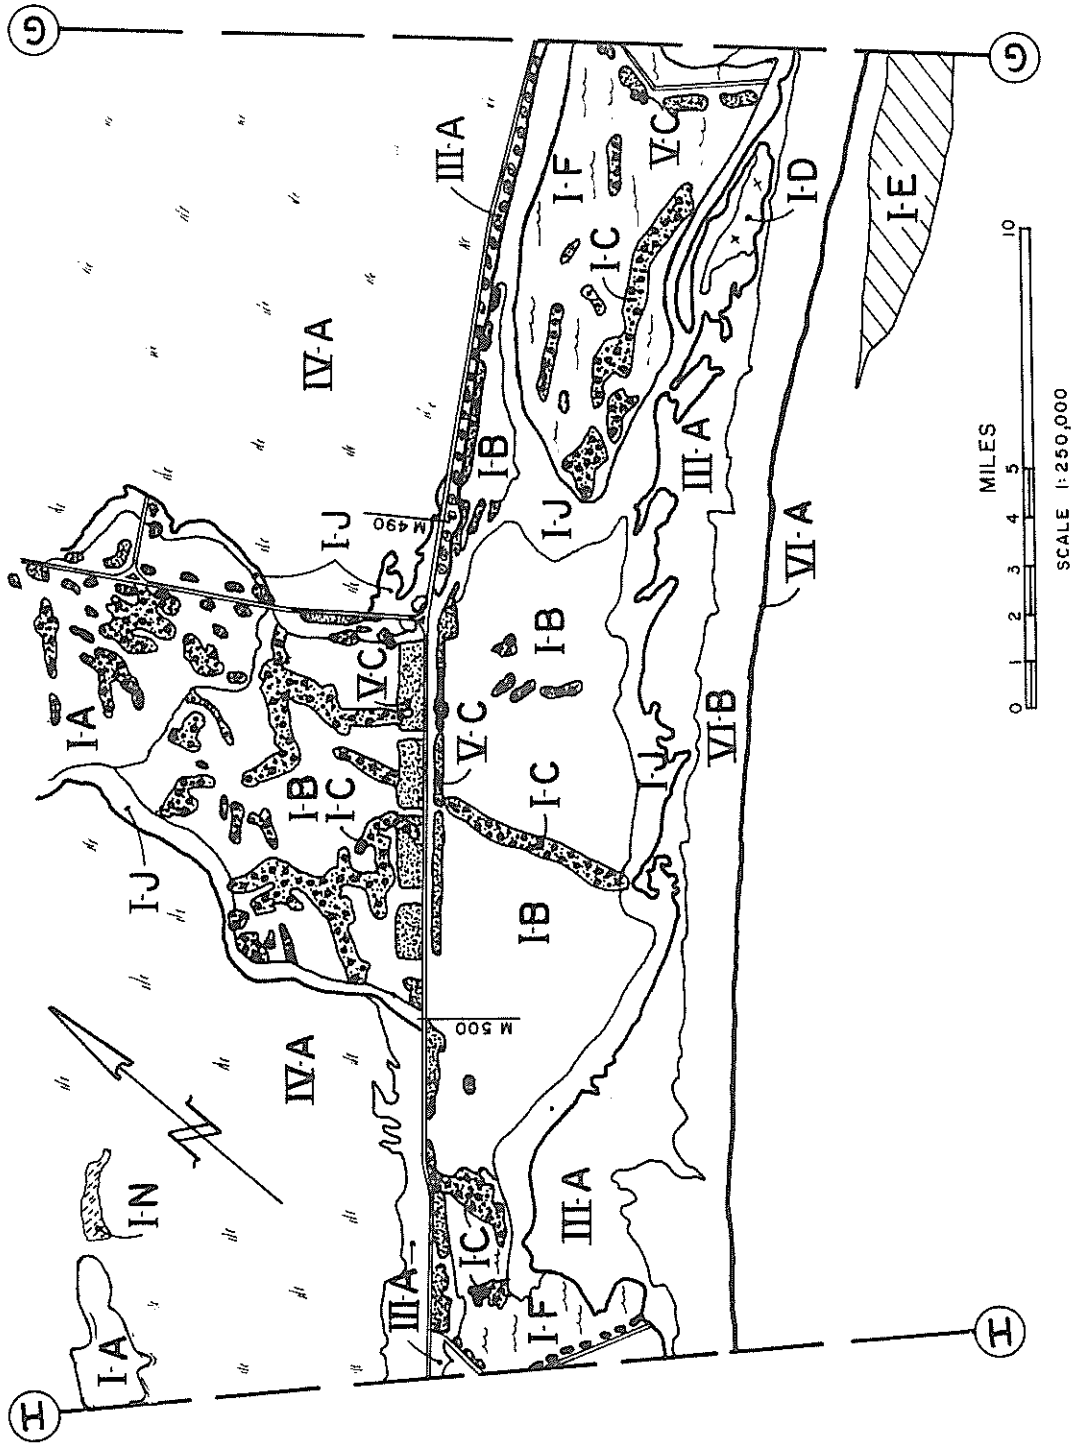 G
G
III-A
I-F
V-C
I-D
I-E
I-C
IV-A
I-B
III-A
I-J
M 490
I-J
VI-A
I-A
V-C
I-B
V-C
VI-B
I-J
I-B
I-C
I-C
I-J
I-B
M 500
IV-A
I-N
I-C
III-A
III-A
I-F
I-A
H
H
MILES
0 1 2 3 4 5 10
SCALE 1:250,000